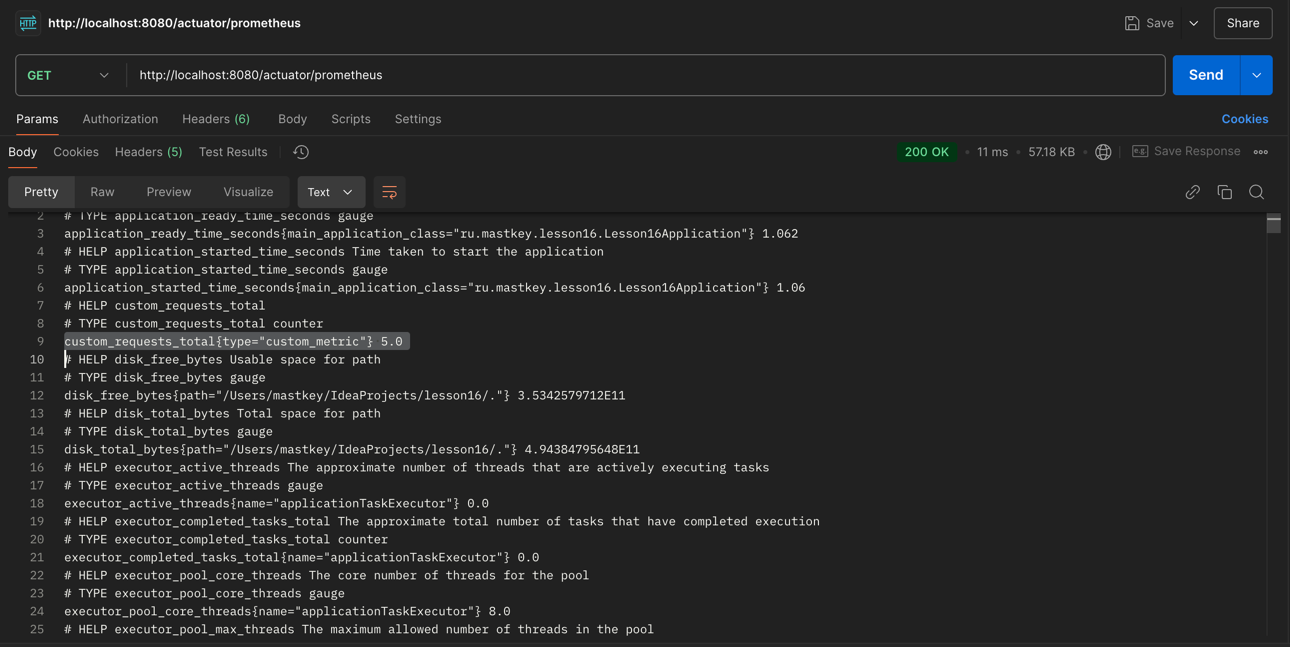 HTTP http://localhost:8080/actuator/prometheus Save Share
GET http://localhost:8080/actuator/prometheus Send
Params Authorization Headers (6) Body Scripts Settings Cookies
Body Cookies Headers (5) Test Results 200 OK • 11 ms • 57.18 KB • e.g. Save Response
Pretty Raw Preview Visualize Text
2 # TYPE application_ready_time_seconds gauge
3 application_ready_time_seconds{main_application_class="ru.mastkey.lesson16.Lesson16Application"} 1.062
4 # HELP application_started_time_seconds Time taken to start the application
5 # TYPE application_started_time_seconds gauge
6 application_started_time_seconds{main_application_class="ru.mastkey.lesson16.Lesson16Application"} 1.06
7 # HELP custom_requests_total
8 # TYPE custom_requests_total counter
9 custom_requests_total{type="custom_metric"} 5.0
10 # HELP disk_free_bytes Usable space for path
11 # TYPE disk_free_bytes gauge
12 disk_free_bytes{path="/Users/mastkey/IdeaProjects/lesson16/."} 3.5342579712E11
13 # HELP disk_total_bytes Total space for path
14 # TYPE disk_total_bytes gauge
15 disk_total_bytes{path="/Users/mastkey/IdeaProjects/lesson16/."} 4.94384795648E11
16 # HELP executor_active_threads The approximate number of threads that are actively executing tasks
17 # TYPE executor_active_threads gauge
18 executor_active_threads{name="applicationTaskExecutor"} 0.0
19 # HELP executor_completed_tasks_total The approximate total number of tasks that have completed execution
20 # TYPE executor_completed_tasks_total counter
21 executor_completed_tasks_total{name="applicationTaskExecutor"} 0.0
22 # HELP executor_pool_core_threads The core number of threads for the pool
23 # TYPE executor_pool_core_threads gauge
24 executor_pool_core_threads{name="applicationTaskExecutor"} 8.0
25 # HELP executor_pool_max_threads The maximum allowed number of threads in the pool